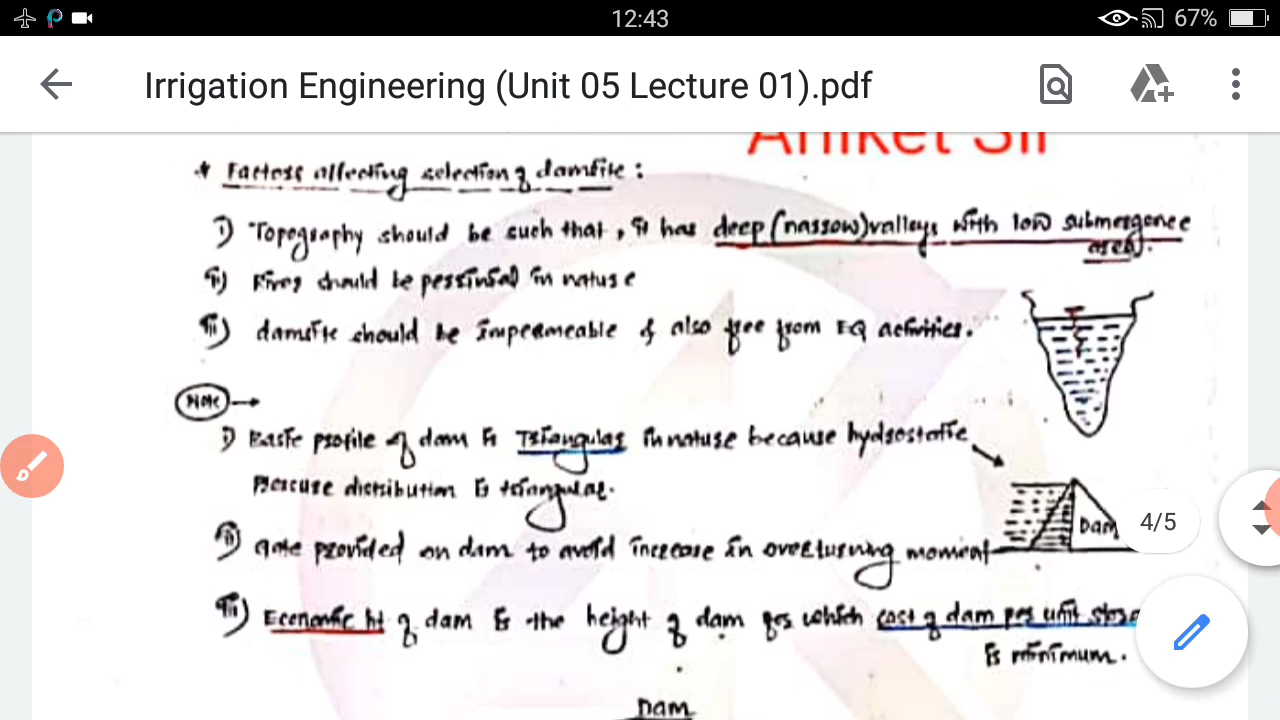 12:43
67%
Irrigation Engineering (Unit 05 Lecture 01).pdf
Aniket Sir
* Factors affecting selection of damsite :
i) Topography should be such that, it has deep (narrow) valleys with low submergence
area).
ii) River should be perrinial in nature
iii) damsite should be impermeable & also free from EQ activities.
Note →
i) Basic profile of dam is Triangular in nature because hydrostatic
Pressure distribution is triangular.
Dam
4/5
ii) gate provided on dam to avoid increase in overturning moment
iii) Economic ht of dam is the height of dam for which cost of dam per unit
is minimum.
Dam